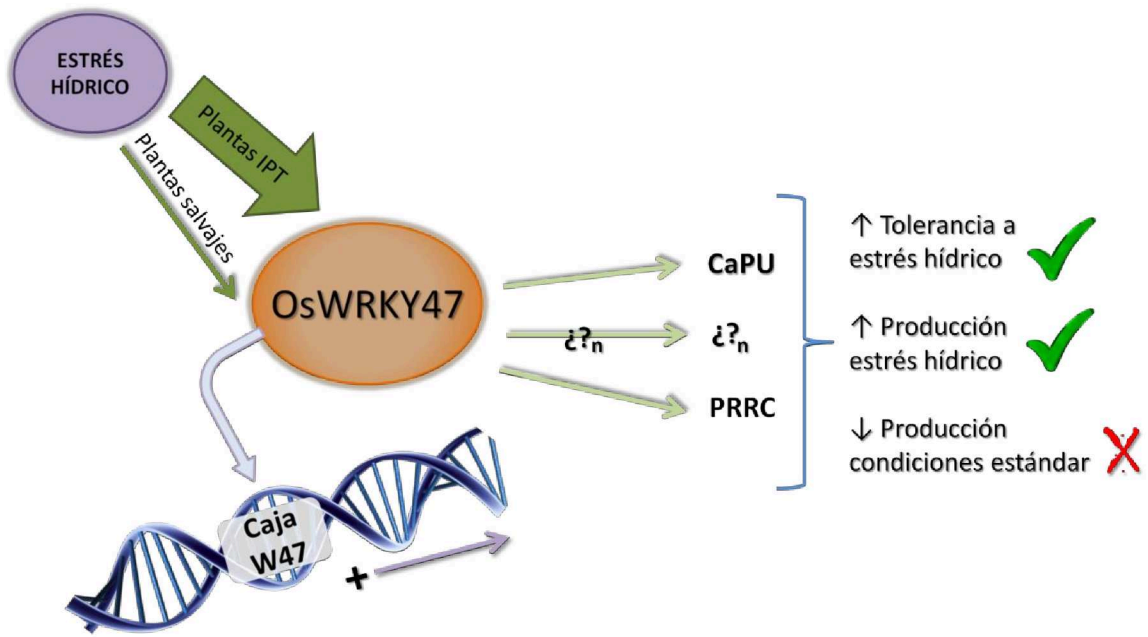 ESTRÉS
HÍDRICO
Plantas IPT
Plantas salvajes
OsWRKY47
CaPU
¿?n
¿?n
PRRC
↑ Tolerancia a
estrés hídrico
↑ Producción
estrés hídrico
↓ Producción
condiciones estándar
Caja
W47
+